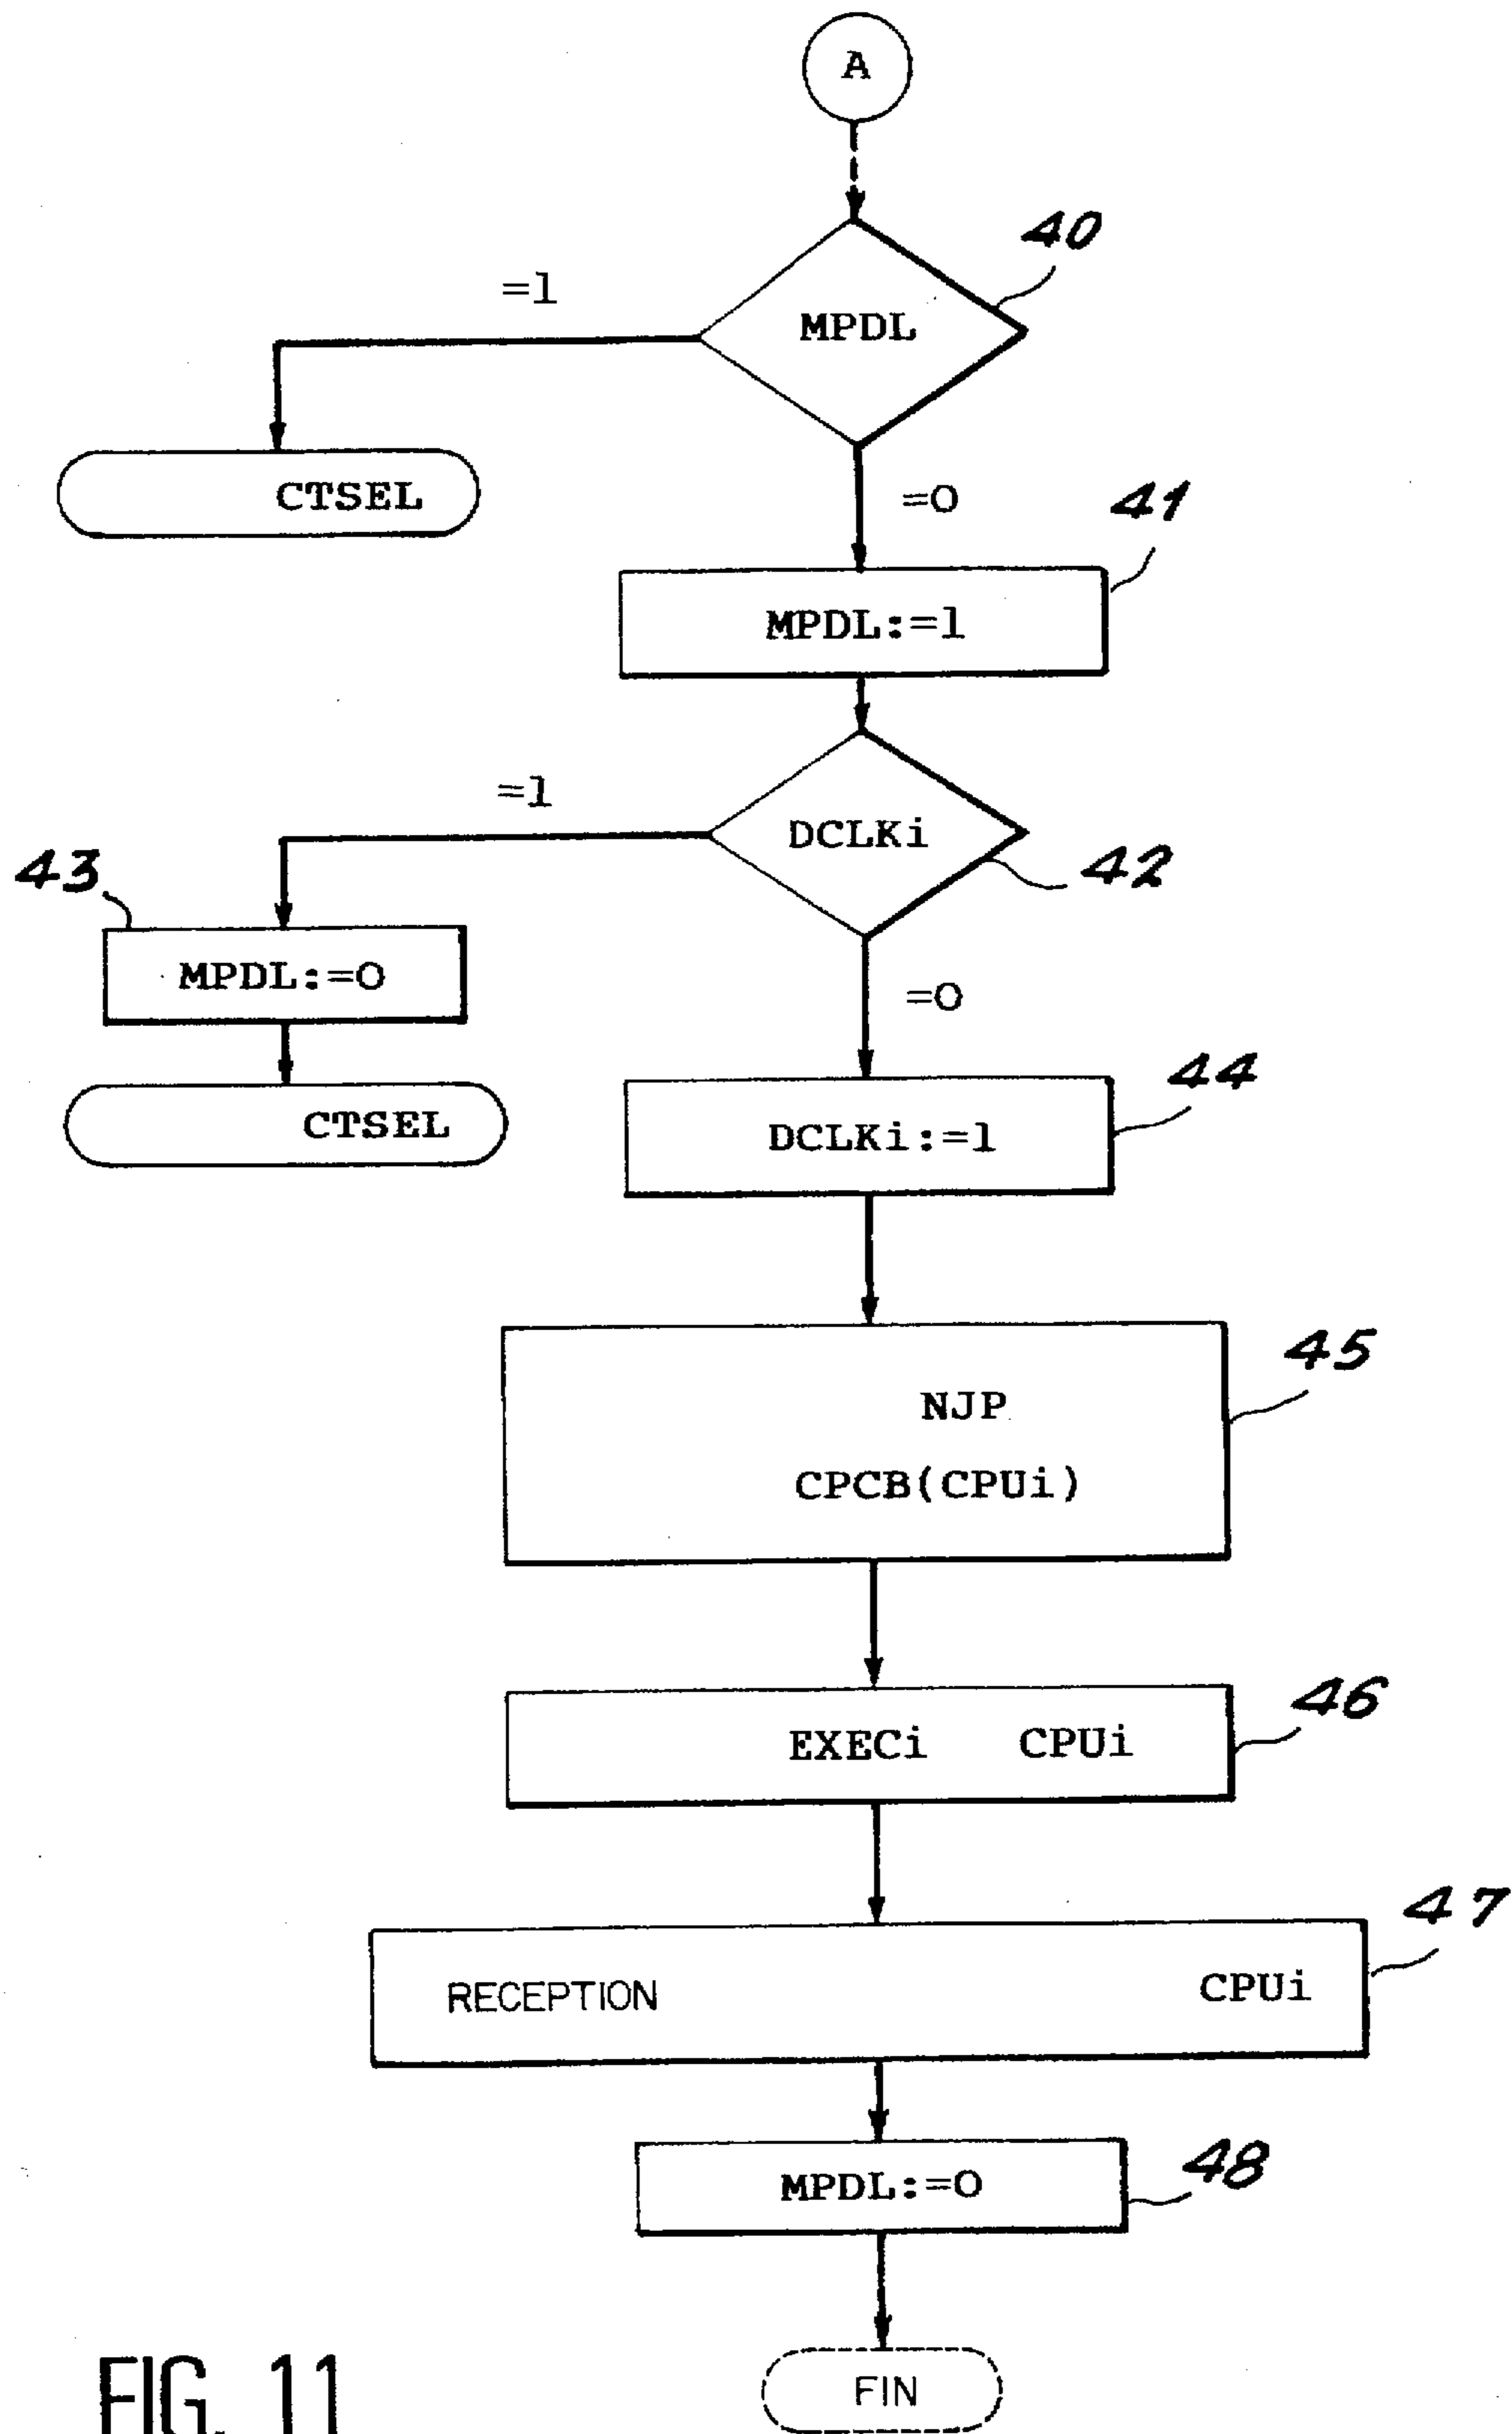 A
40
=1
MPDL
CTSEL
=0
41
MPDL:=1
=1
DCLKi
42
43
MPDL:=0
=0
CTSEL
44
DCLKi:=1
45
NJP
CPCB(CPUi)
46
EXECi CPUi
47
RECEPTION CPUi
48
MPDL:=0
FIN
FIG. 11